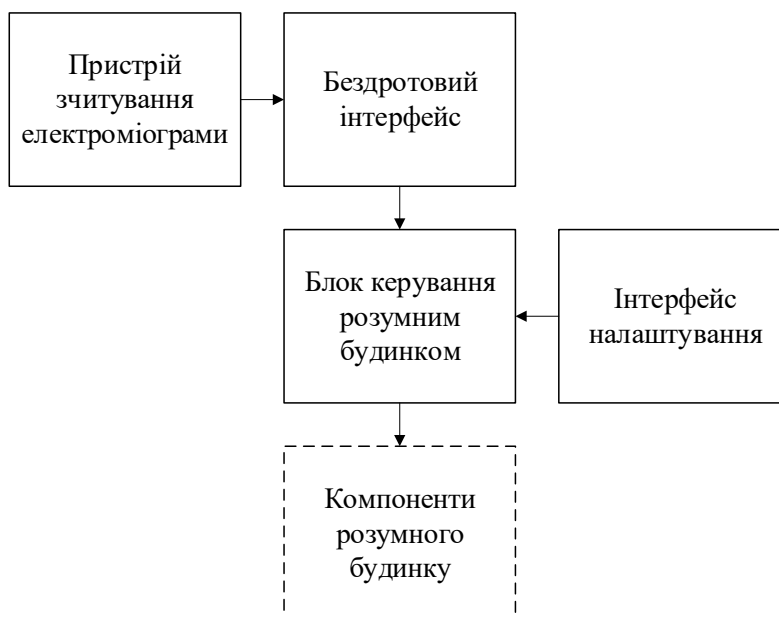 Пристрій
зчитування
електроміограми
Бездротовий
інтерфейс
Блок керування
розумним
будинком
Інтерфейс
налаштування
Компоненти
розумного
будинку